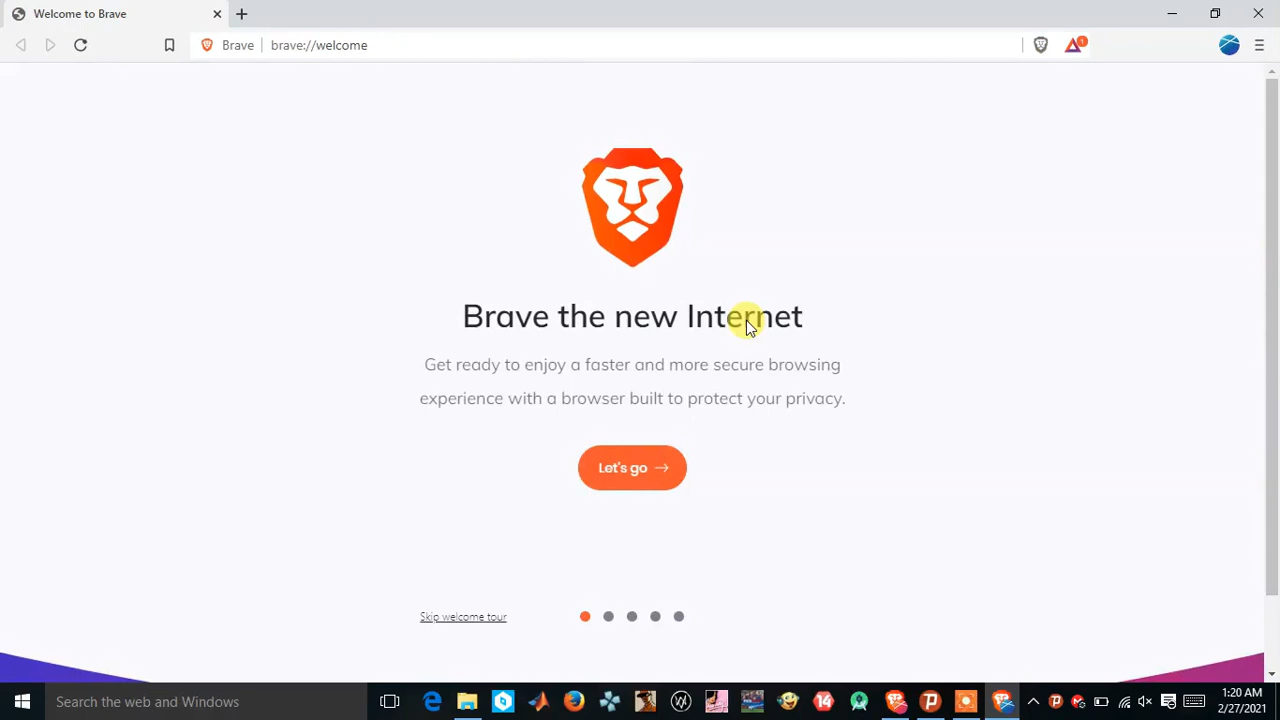 Welcome to Brave
Brave
brave://welcome
1
Brave the new Internet
Get ready to enjoy a faster and more secure browsing
experience with a browser built to protect your privacy.
Let's go
Skip welcome tour
Search the web and Windows
14
1:20 AM
2/27/2021